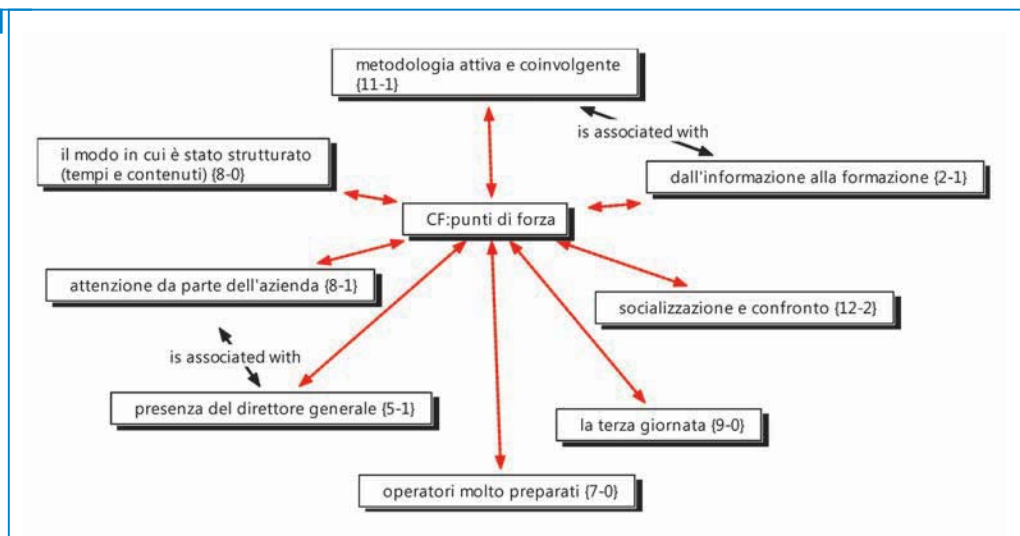 metodologia attiva e coinvolgente
{11-1}
is associated with
il modo in cui è stato strutturato
(tempi e contenuti) {8-0}
dall'informazione alla formazione {2-1}
CF:punti di forza
attenzione da parte dell'azienda {8-1}
socializzazione e confronto {12-2}
is associated with
presenza del direttore generale {5-1}
la terza giornata {9-0}
operatori molto preparati {7-0}